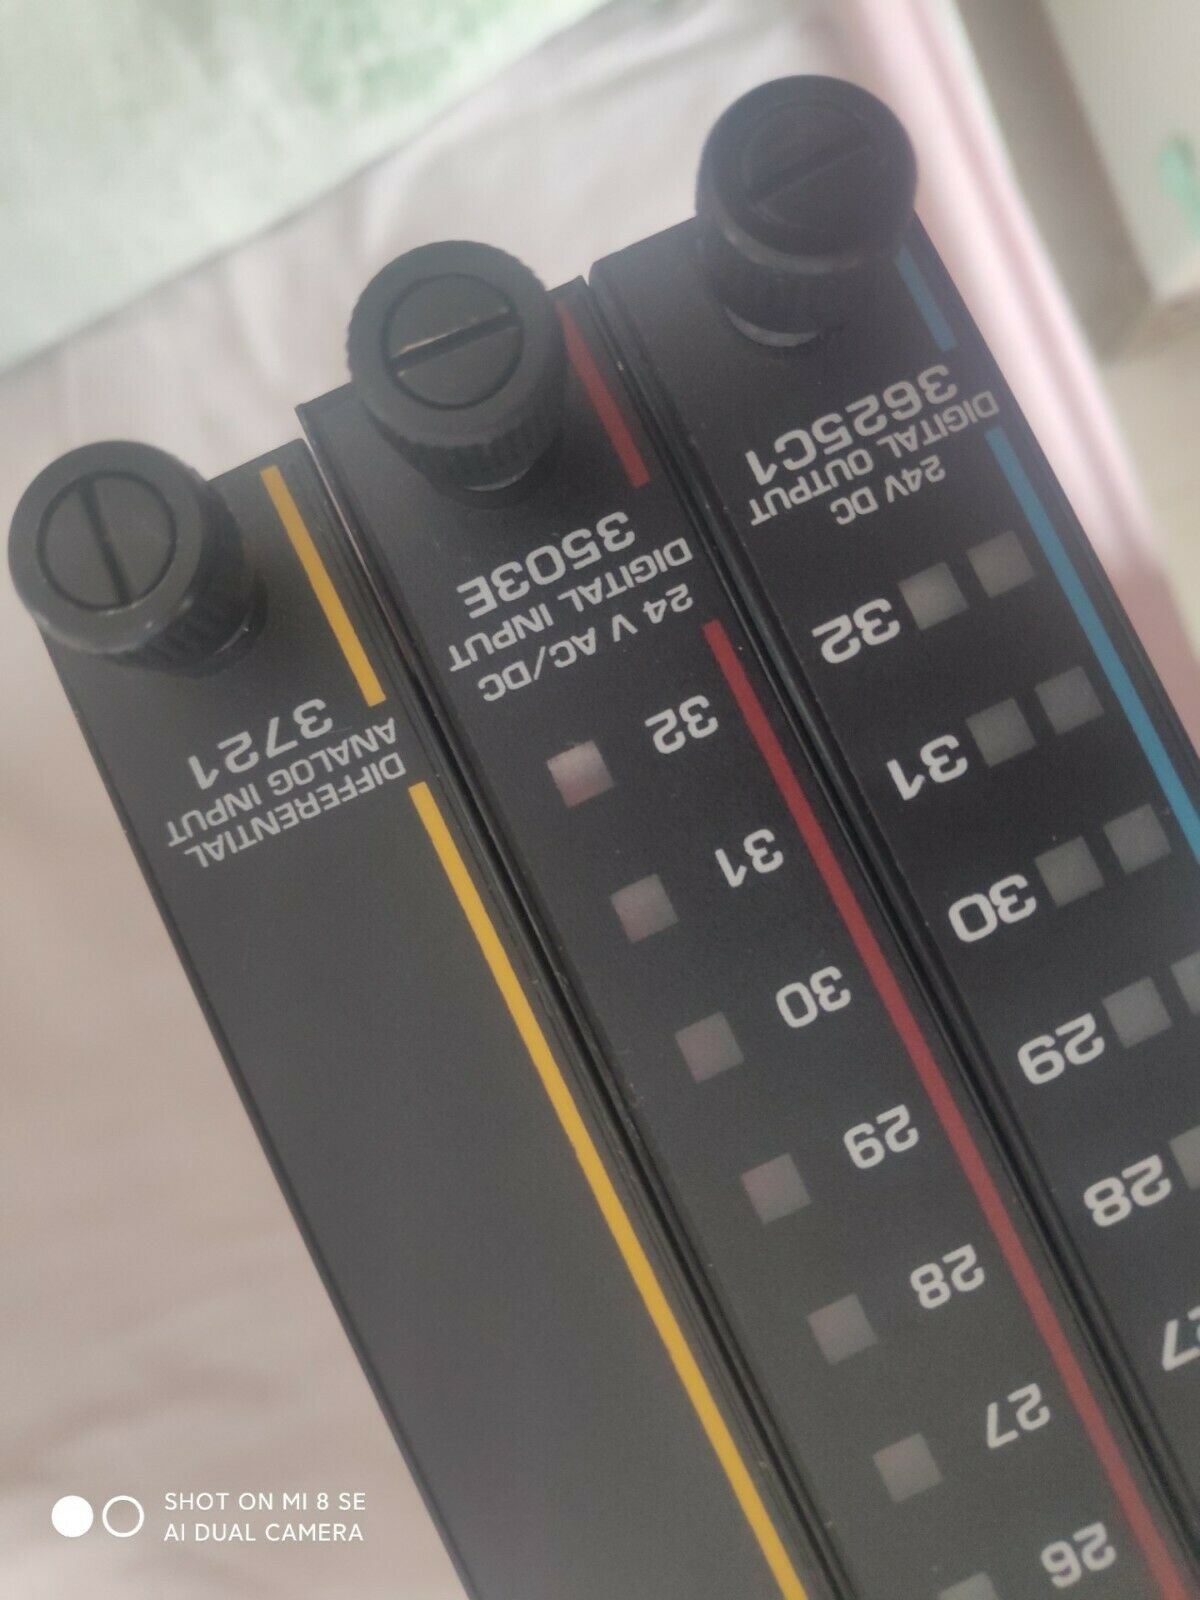 3625C1
DIGITAL OUTPUT
24V DC
32
31
30
29
28
27
3503E
DIGITAL INPUT
24 V AC/DC
32
31
30
29
28
27
26
3721
ANALOG INPUT
DIFFERENTIAL
SHOT ON MI 8 SE
AI DUAL CAMERA